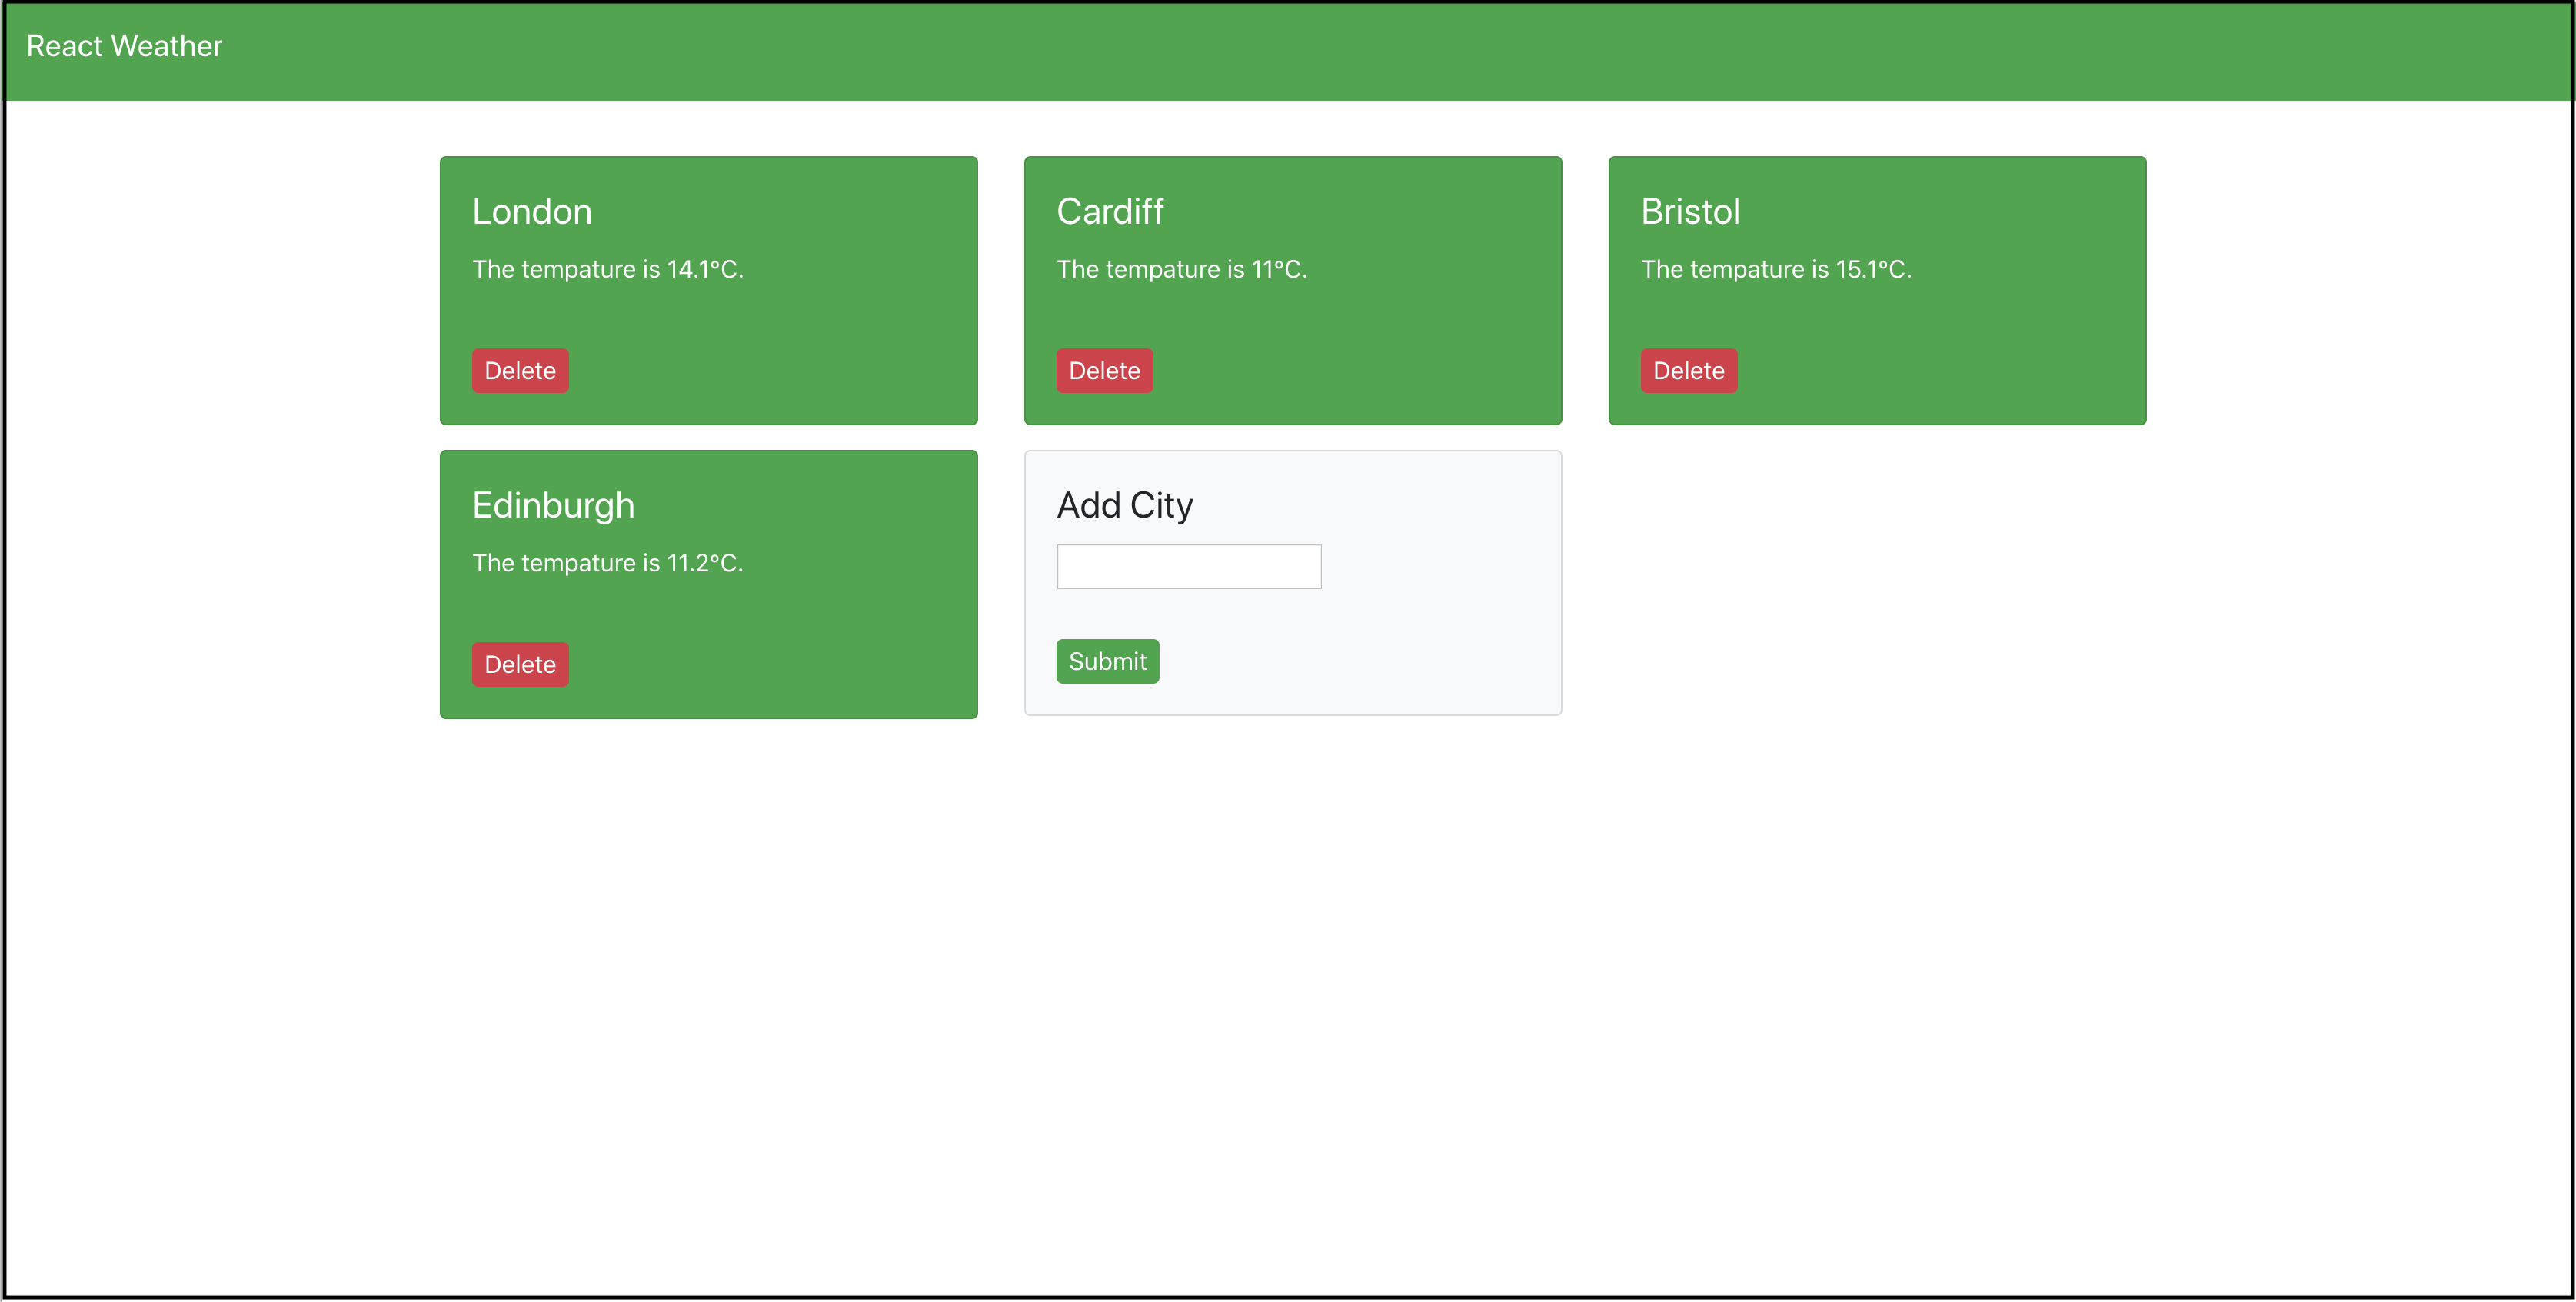 React Weather
London
The tempature is 14.1°C.
Delete
Cardiff
The tempature is 11°C.
Delete
Bristol
The tempature is 15.1°C.
Delete
Edinburgh
The tempature is 11.2°C.
Delete
Add City
Submit